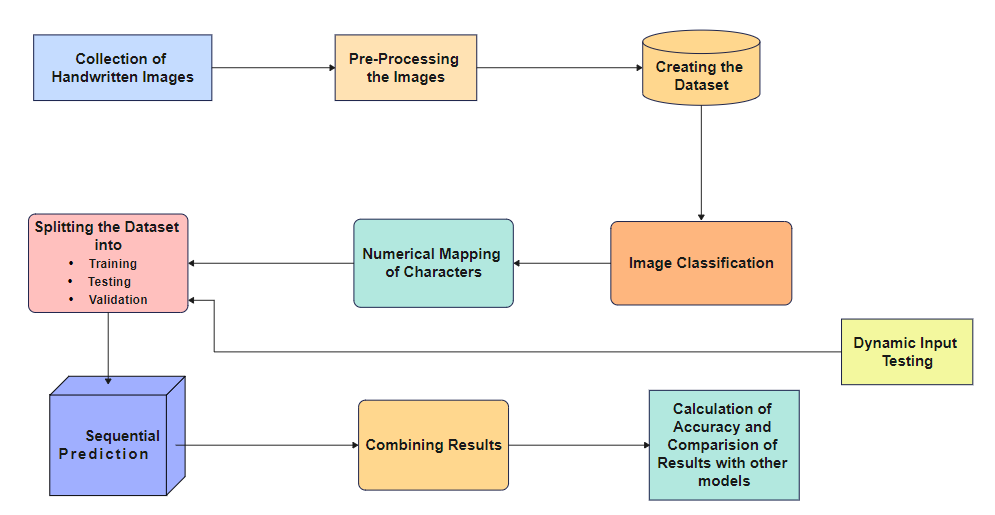 Collection of
Handwritten Images
Pre-Processing
the Images
Creating the
Dataset
Splitting the Dataset
into
• Training
• Testing
• Validation
Numerical Mapping
of Characters
Image Classification
Dynamic Input
Testing
Sequential
Prediction
Combining Results
Calculation of
Accuracy and
Comparision of
Results with other
models